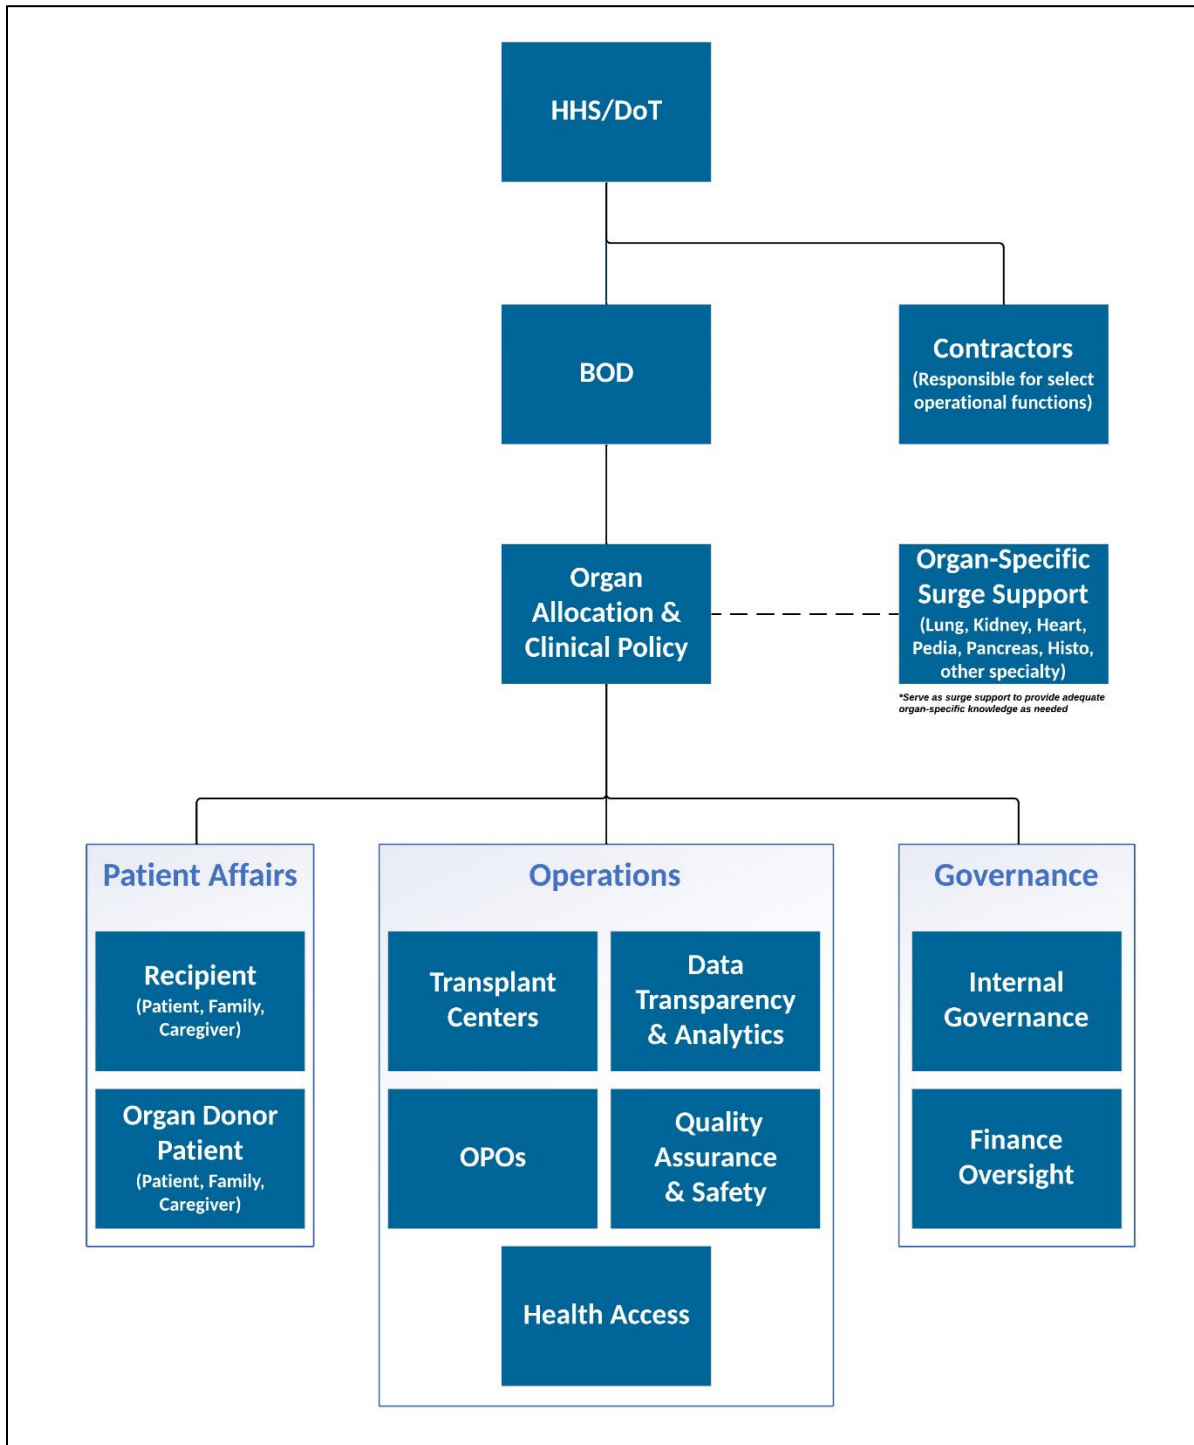 HHS/DoT
BOD
Contractors
(Responsible for select
operational functions)
Organ
Allocation &
Clinical Policy
Organ-Specific
Surge Support
(Lung, Kidney, Heart,
Pedia, Pancreas, Histo,
other specialty)
*Serve as surge support to provide adequate
organ-specific knowledge as needed
Patient Affairs
Recipient
(Patient, Family,
Caregiver)
Organ Donor
Patient
(Patient, Family,
Caregiver)
Operations
Transplant
Centers
Data
Transparency
& Analytics
OPOs
Quality
Assurance
& Safety
Health Access
Governance
Internal
Governance
Finance
Oversight